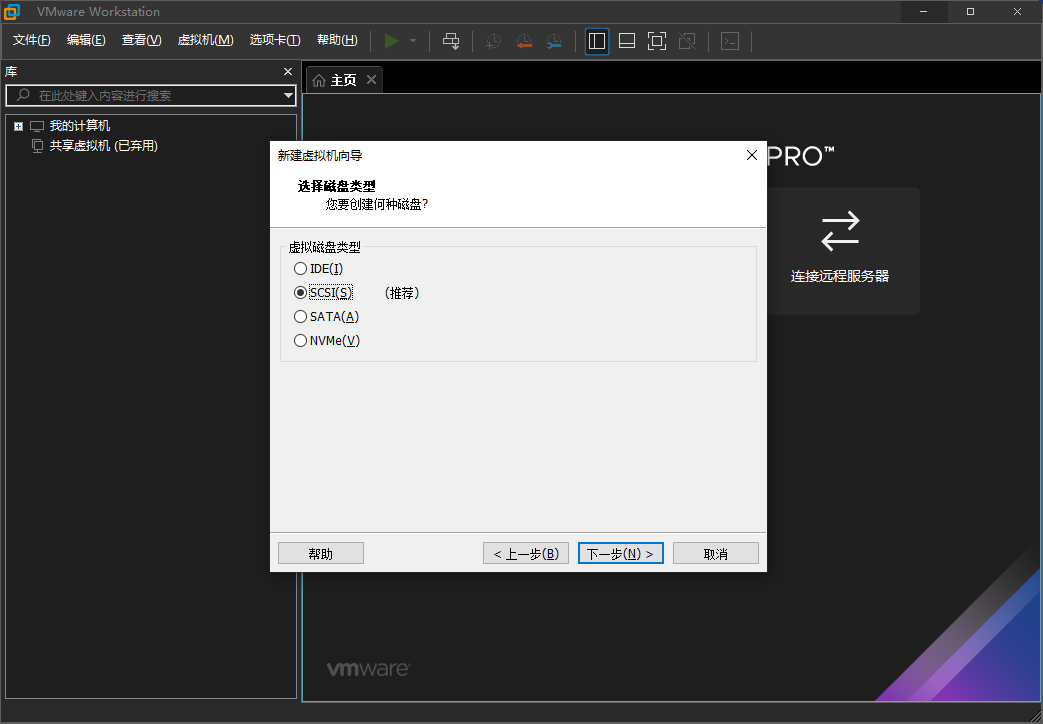 VMware Workstation
文件(F) 编辑(E) 查看(V) 虚拟机(M) 选项卡(T) 帮助(H)
库
在此处键入内容进行搜索
我的计算机
共享虚拟机 (已弃用)
主页
PRO™
连接远程服务器
新建虚拟机向导
选择磁盘类型
您要创建何种磁盘?
虚拟磁盘类型
IDE(I)
SCSI(S) (推荐)
SATA(A)
NVMe(V)
帮助 < 上一步(B) 下一步(N) > 取消
vmware